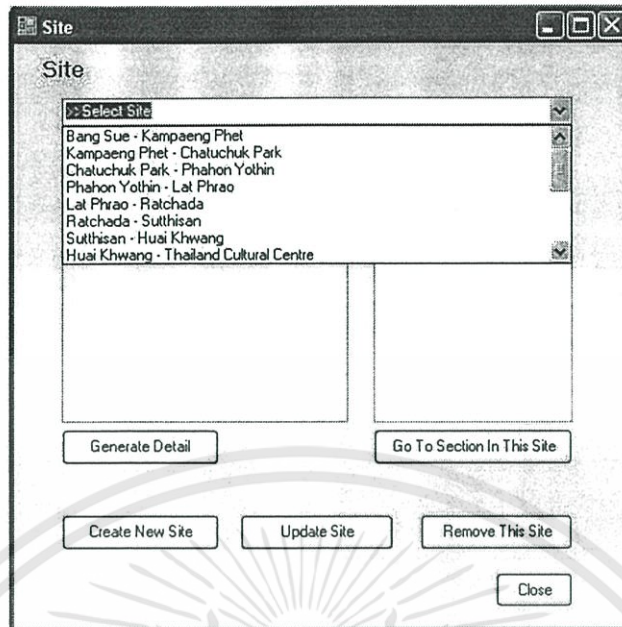 Site
Site
>>Select Site
Bang Sue - Kampaeng Phet
Kampaeng Phet - Chatuchuk Park
Chatuchuk Park - Phahon Yothin
Phahon Yothin - Lat Phrao
Lat Phrao - Ratchada
Ratchada - Sutthisan
Sutthisan - Huai Khwang
Huai Khwang - Thailand Cultural Centre
Generate Detail
Go To Section In This Site
Create New Site
Update Site
Remove This Site
Close